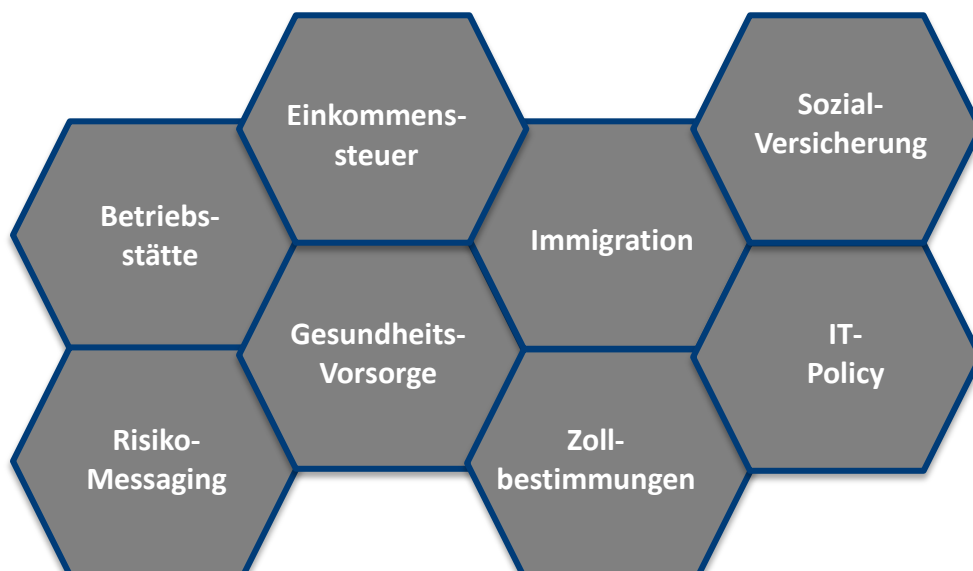 Einkommens-
steuer
Sozial-
Versicherung
Betriebs-
stätte
Immigration
Gesundheits-
Vorsorge
IT-
Policy
Risiko-
Messaging
Zoll-
bestimmungen